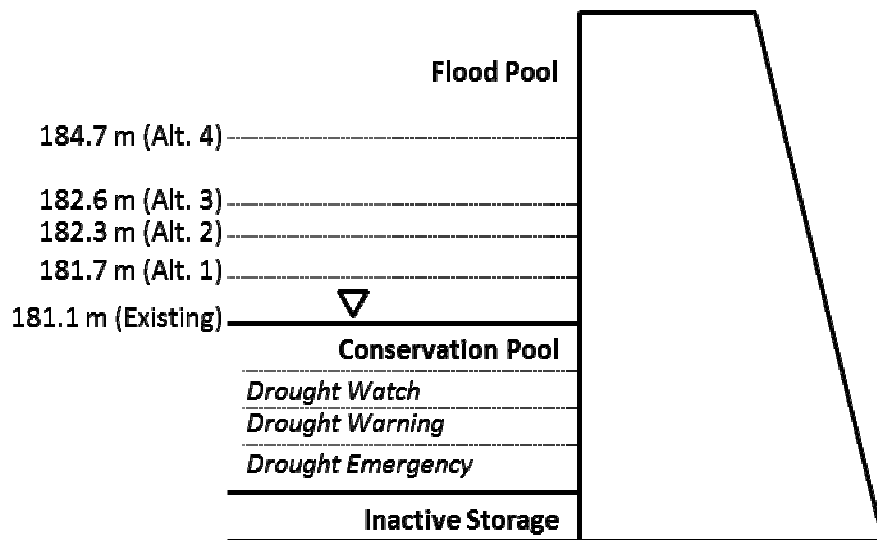 Flood Pool
184.7 m (Alt. 4)
182.6 m (Alt. 3)
182.3 m (Alt. 2)
181.7 m (Alt. 1)
181.1 m (Existing)
Conservation Pool
Drought Watch
Drought Warning
Drought Emergency
Inactive Storage